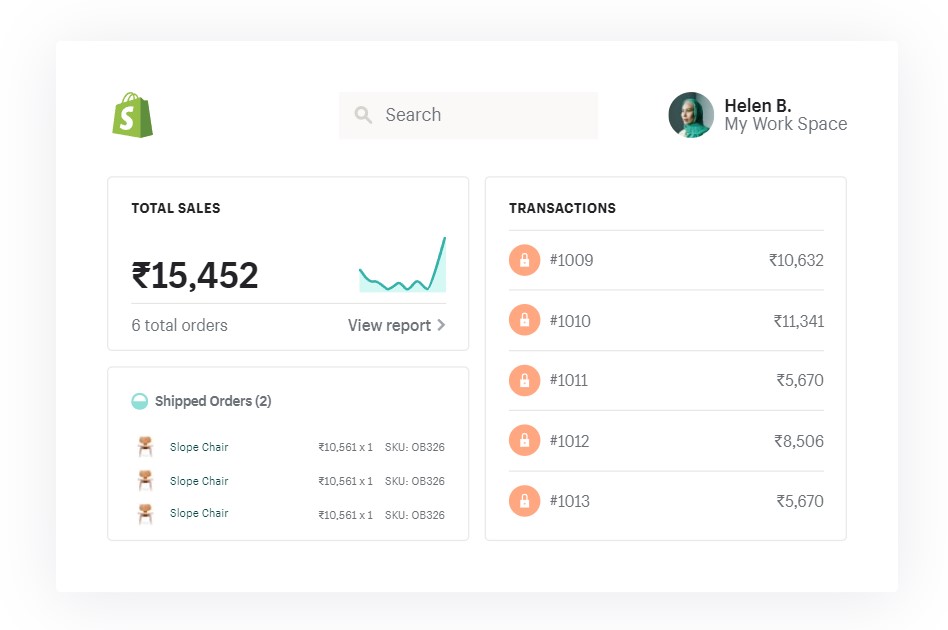 S
Search
Helen B.
My Work Space
TOTAL SALES
₹15,452
6 total orders
View report
Shipped Orders (2)
Slope Chair ₹10,561 x 1 SKU: OB326
Slope Chair ₹10,561 x 1 SKU: OB326
Slope Chair ₹10,561 x 1 SKU: OB326
TRANSACTIONS
#1009 ₹10,632
#1010 ₹11,341
#1011 ₹5,670
#1012 ₹8,506
#1013 ₹5,670